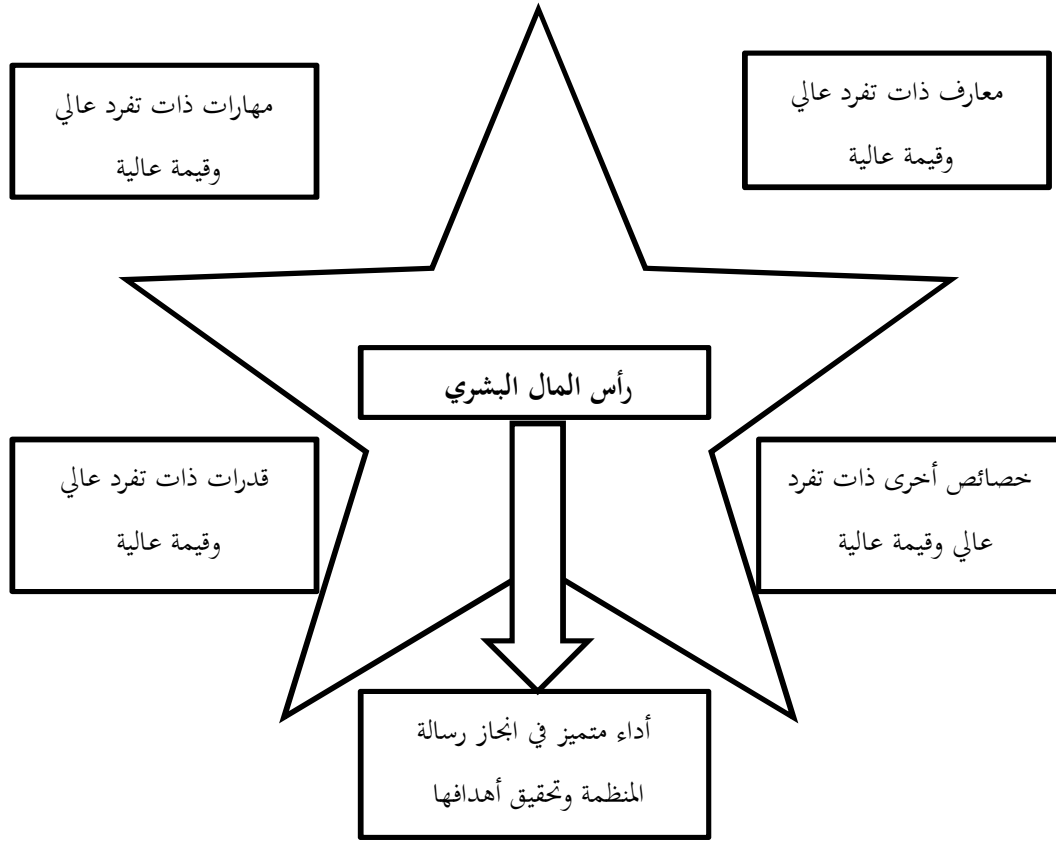 معارف ذات تفرد عالي
وقيمة عالية
مهارات ذات تفرد عالي
وقيمة عالية
رأس المال البشري
خصائص أخرى ذات تفرد
عالي وقيمة عالية
قدرات ذات تفرد عالي
وقيمة عالية
أداء متميز في انجاز رسالة
المنظمة وتحقيق أهدافها